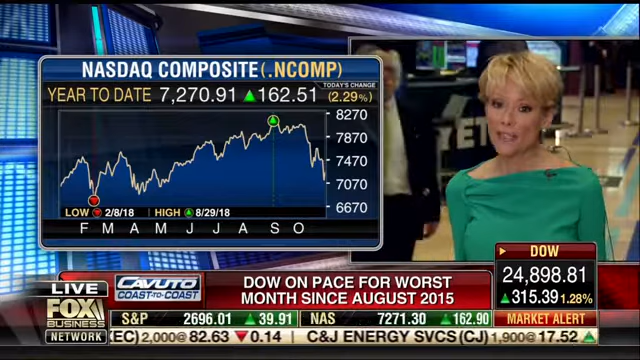 NASDAQ COMPOSITE(.NCOMP)
TODAY'S CHANGE
YEAR TO DATE 7,270.91 ▲162.51 (2.29%)
8270
7870
7470
7070
6670
LOW 2/8/18 HIGH 8/29/18
F M A M J J A S O
DOW
24,898.81
▲315.39 1.28%
MARKET ALERT
LIVE
FOX
BUSINESS
NETWORK
CAVUTO
COAST-TO-COAST
DOW ON PACE FOR WORST
MONTH SINCE AUGUST 2015
S&P 2696.01 ▲39.91 NAS 7271.30 ▲162.90
EC) 2,000@82.63 ▼0.14 C&J ENERGY SVCS(CJ) 1,900@17.52 ▲